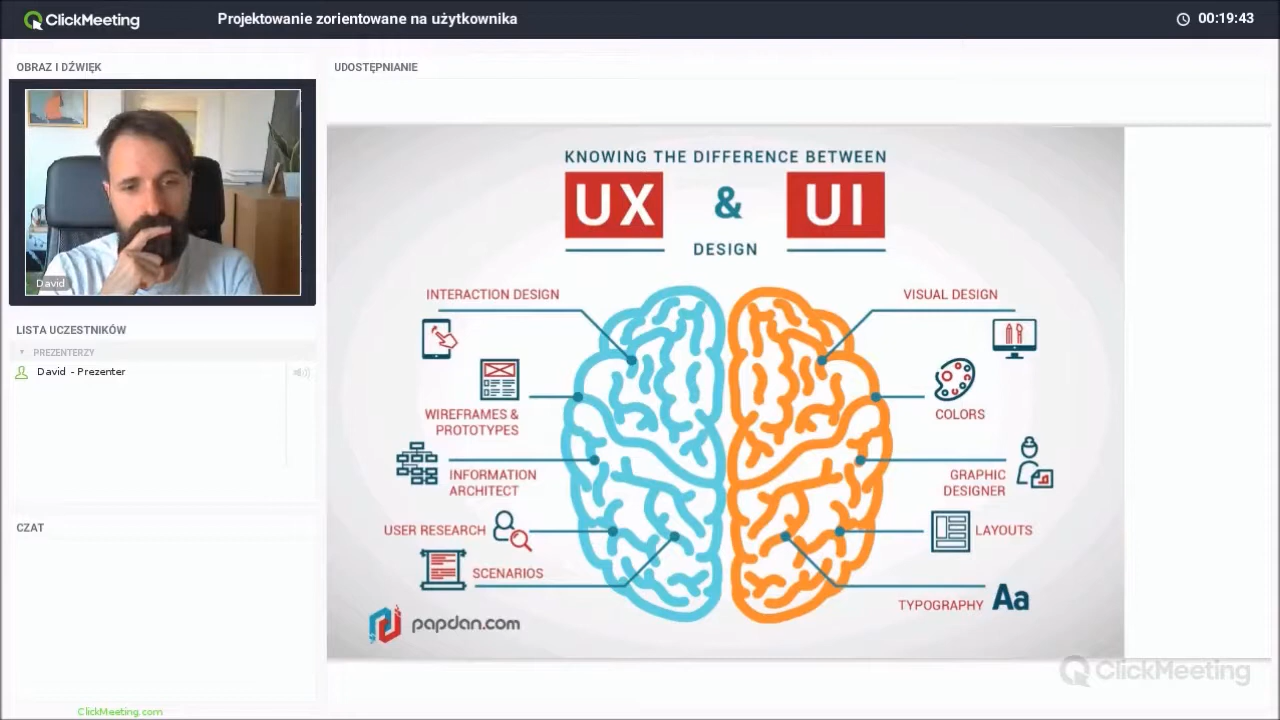 ClickMeeting
Projektowanie zorientowane na użytkownika
00:19:43
OBRAZ I DŹWIĘK
David
LISTA UCZESTNIKÓW
PREZENTERZY
David - Prezenter
CZAT
ClickMeeting.com
UDOSTĘPNIANIE
KNOWING THE DIFFERENCE BETWEEN
UX & UI
DESIGN
INTERACTION DESIGN
WIREFRAMES &
PROTOTYPES
INFORMATION
ARCHITECT
USER RESEARCH
SCENARIOS
VISUAL DESIGN
COLORS
GRAPHIC
DESIGNER
LAYOUTS
TYPOGRAPHY Aa
papdan.com
ClickMeeting